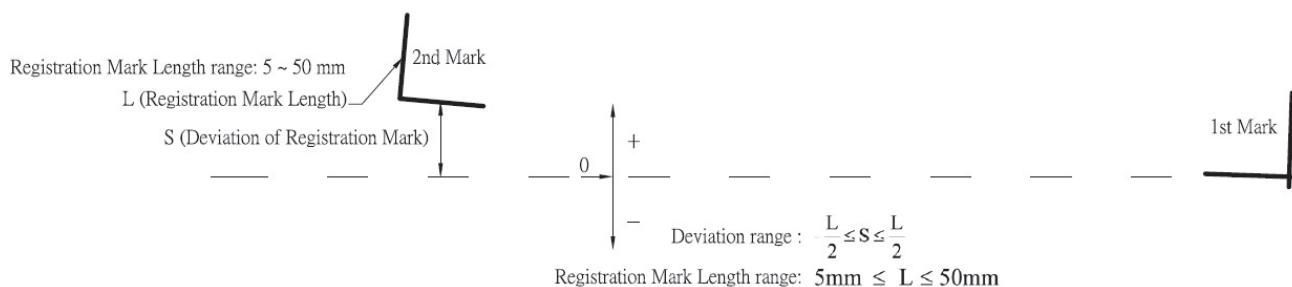 2nd Mark
Registration Mark Length range: 5 ~ 50 mm
L (Registration Mark Length)
1st Mark
S (Deviation of Registration Mark)
+
0
−
Deviation range : L/2 ≤ S ≤ L/2
Registration Mark Length range: 5mm ≤ L ≤ 50mm